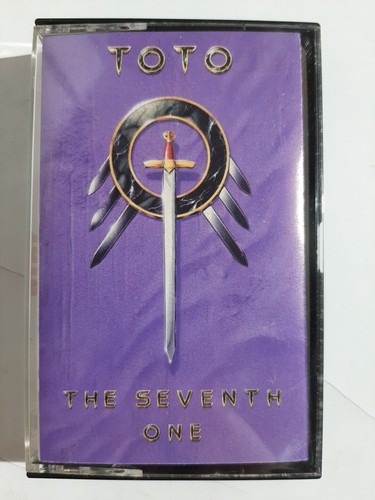 TOTO
THE SEVENTH
ONE